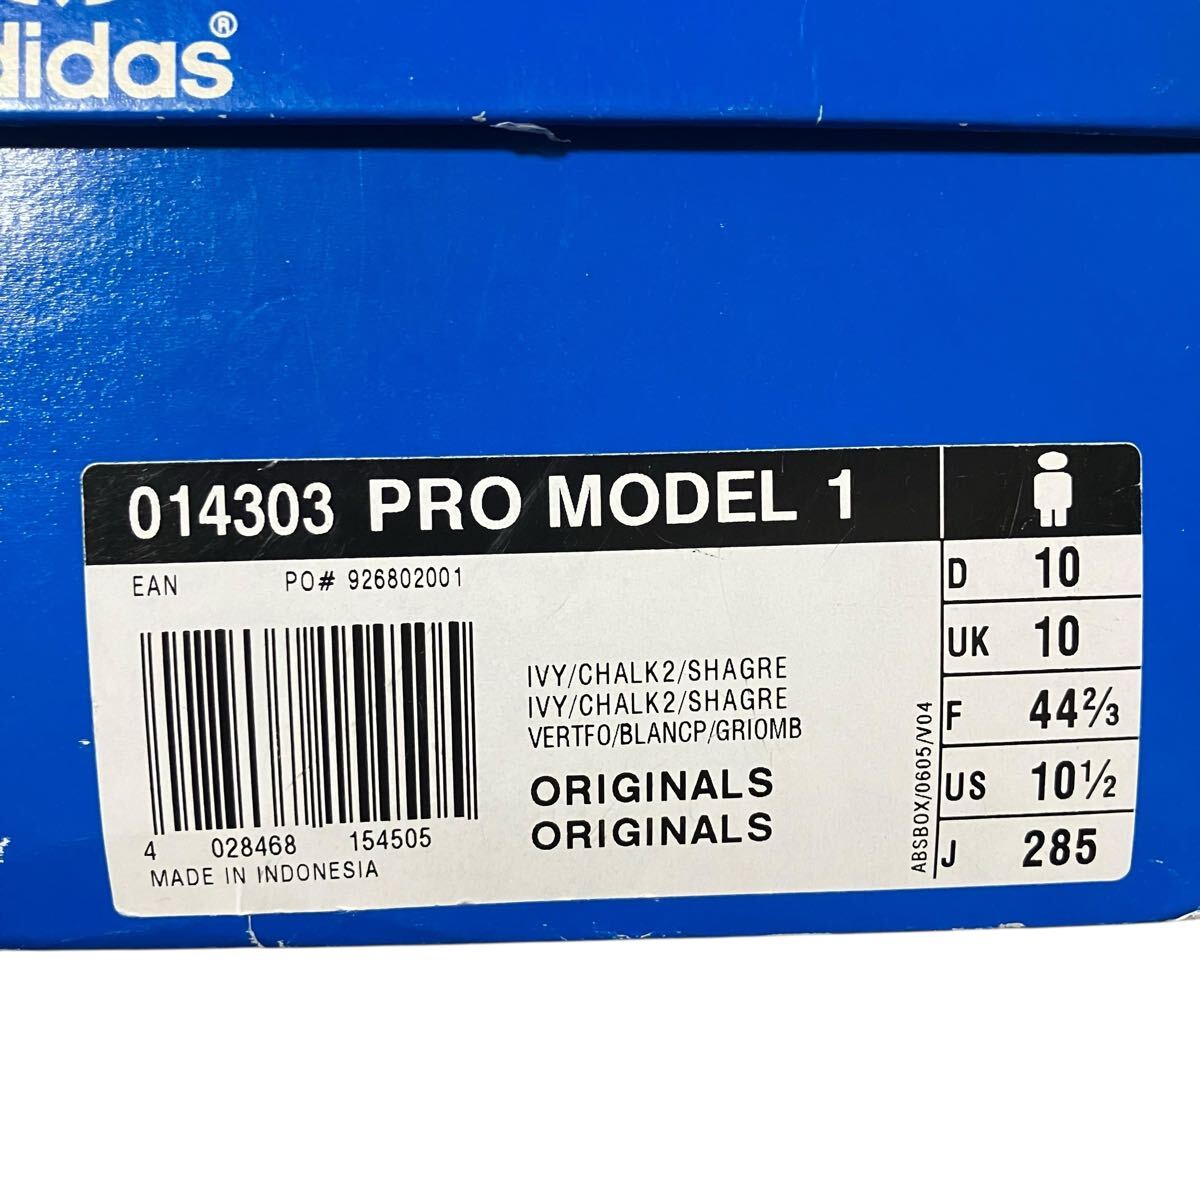 didas®
014303 PRO MODEL 1
EAN PO# 926802001
IVY/CHALK2/SHAGRE
IVY/CHALK2/SHAGRE
VERTFO/BLANCP/GRIOMB
ORIGINALS
ORIGINALS
4 028468 154505
MADE IN INDONESIA
ABSBOX/0605/V04
D 10
UK 10
F 44⅔
US 10½
J 285